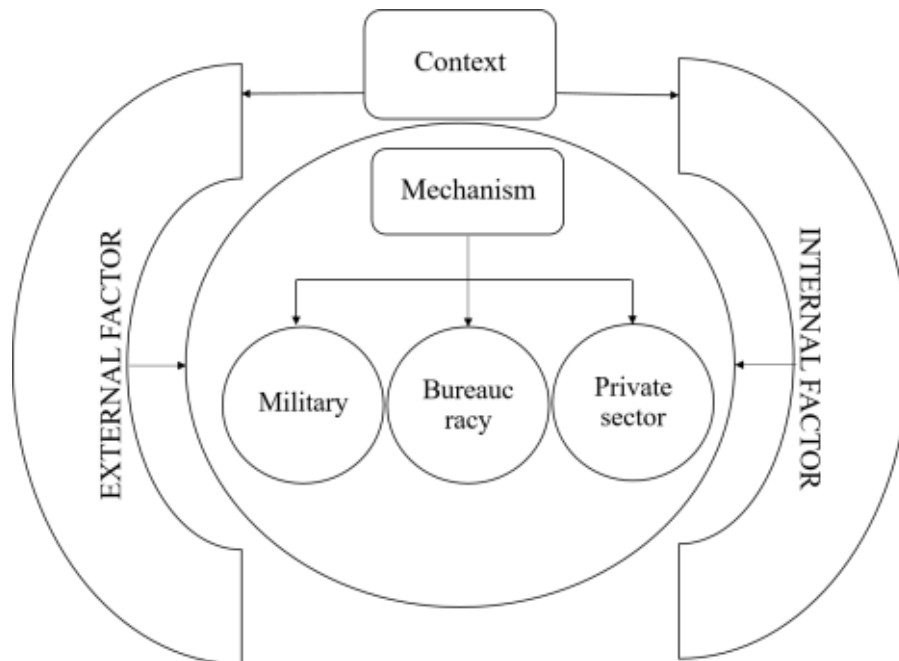 Context
Mechanism
EXTERNAL FACTOR
INTERNAL FACTOR
Military
Bureauc
racy
Private
sector